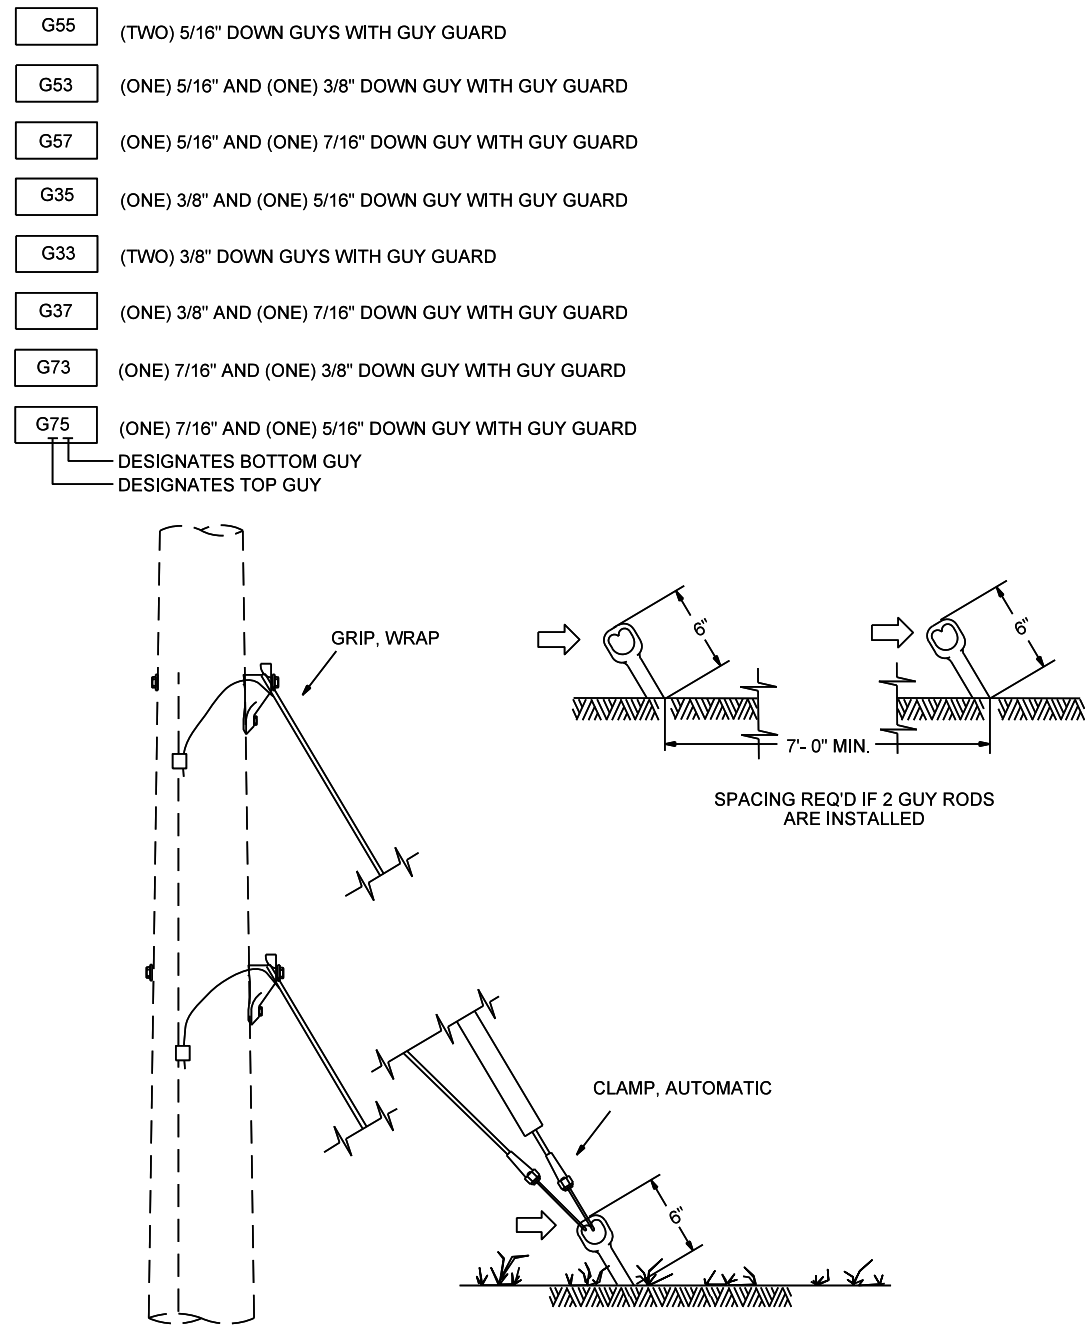 G55 (TWO) 5/16" DOWN GUYS WITH GUY GUARD
G53 (ONE) 5/16" AND (ONE) 3/8" DOWN GUY WITH GUY GUARD
G57 (ONE) 5/16" AND (ONE) 7/16" DOWN GUY WITH GUY GUARD
G35 (ONE) 3/8" AND (ONE) 5/16" DOWN GUY WITH GUY GUARD
G33 (TWO) 3/8" DOWN GUYS WITH GUY GUARD
G37 (ONE) 3/8" AND (ONE) 7/16" DOWN GUY WITH GUY GUARD
G73 (ONE) 7/16" AND (ONE) 3/8" DOWN GUY WITH GUY GUARD
G75 (ONE) 7/16" AND (ONE) 5/16" DOWN GUY WITH GUY GUARD
DESIGNATES BOTTOM GUY
DESIGNATES TOP GUY
GRIP, WRAP
6"
6"
7'- 0" MIN.
SPACING REQ'D IF 2 GUY RODS
ARE INSTALLED
CLAMP, AUTOMATIC
6"